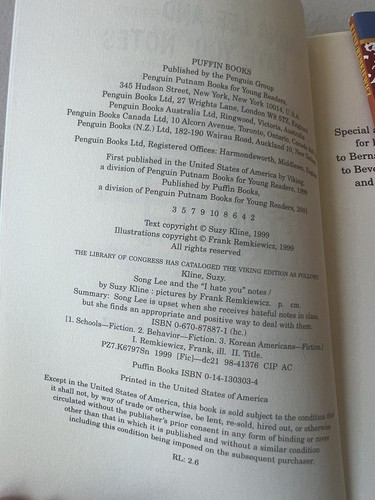 PUFFIN BOOKS
Published by the Penguin Group
Penguin Putnam Books for Young Readers,
345 Hudson Street, New York, New York 10014, U.S.A.
Penguin Books Ltd, 27 Wrights Lane, London W8 5TZ, England
Penguin Books Australia Ltd, Ringwood, Victoria, Australia
Penguin Books Canada Ltd, 10 Alcorn Avenue, Toronto, Ontario, Canada
Penguin Books (N.Z.) Ltd, 182-190 Wairau Road, Auckland 10, New
Penguin Books Ltd, Registered Offices: Harmondsworth, Middlesex,
First published in the United States of America by Viking,
a division of Penguin Putnam Books for Young Readers, 1999
Published by Puffin Books,
a division of Penguin Putnam Books for Young Readers, 2001
3 5 7 9 10 8 6 4 2
Text copyright © Suzy Kline, 1999
Illustrations copyright © Frank Remkiewicz, 1999
All rights reserved
THE LIBRARY OF CONGRESS HAS CATALOGED THE VIKING EDITION AS FOLLOWS
Kline, Suzy.
Song Lee and the "I hate you" notes /
by Suzy Kline : pictures by Frank Remkiewicz. p. cm.
Summary: Song Lee is upset when she receives hateful notes in class
but she finds an appropriate and positive way to deal with them.
ISBN 0-670-87887-1 (hc.)
[1. Schools—Fiction. 2. Behavior—Fiction. 3. Korean Americans—Fiction.]
I. Remkiewicz, Frank, ill. II. Title.
PZ7.K6797Sn 1999 [Fic]—dc21 98-41376 CIP AC
Puffin Books ISBN 0-14-130303-4
Printed in the United States of America
Except in the United States of America, this book is sold subject to the condition that
it shall not, by way of trade or otherwise, be lent, re-sold, hired out, or otherwise
circulated without the publisher's prior consent in any form of binding or cover
other than that in which it is published and without a similar condition
including this condition being imposed on the subsequent purchaser.
RL: 2.6
Special
for
to
to
and